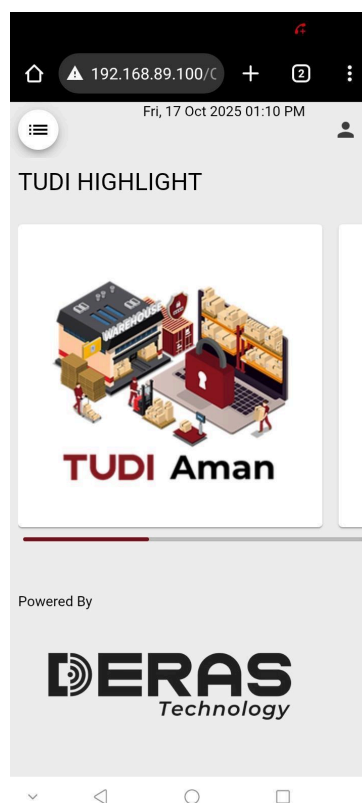 192.168.89.100/C
2
Fri, 17 Oct 2025 01:10 PM
TUDI HIGHLIGHT
WAREHOUSE
TUDI Aman
Powered By
DERAS
Technology